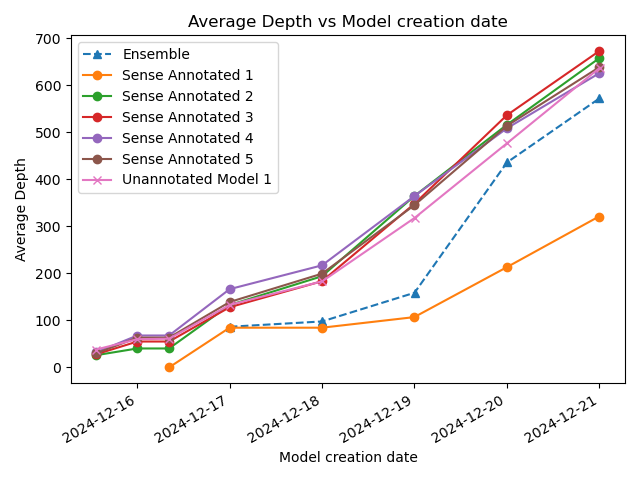 Average Depth vs Model creation date
700
600
500
400
300
200
100
0
Average Depth
Ensemble
Sense Annotated 1
Sense Annotated 2
Sense Annotated 3
Sense Annotated 4
Sense Annotated 5
Unannotated Model 1
2024-12-16
2024-12-17
2024-12-18
2024-12-19
2024-12-20
2024-12-21
Model creation date